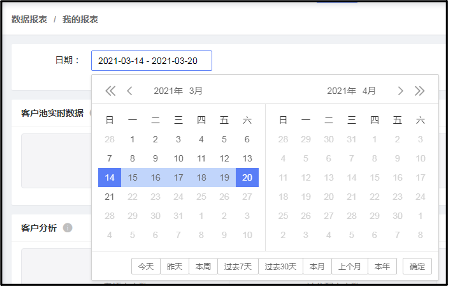 数据报表 / 我的报表
日期： 2021-03-14 - 2021-03-20
2021年 3月 2021年 4月
日 一 二 三 四 五 六 日 一 二 三 四 五 六
客户池实时数据
28 1 2 3 4 5 6 28 29 30 31 1 2 3
7 8 9 10 11 12 13 4 5 6 7 8 9 10
14 15 16 17 18 19 20 11 12 13 14 15 16 17
21 22 23 24 25 26 27 18 19 20 21 22 23 24
28 29 30 31 1 2 3 25 26 27 28 29 30 1
客户分析
4 5 6 7 8 9 10 2 3 4 5 6 7 8
今天 昨天 本周 过去7天 过去30天 本月 上个月 本年 确定